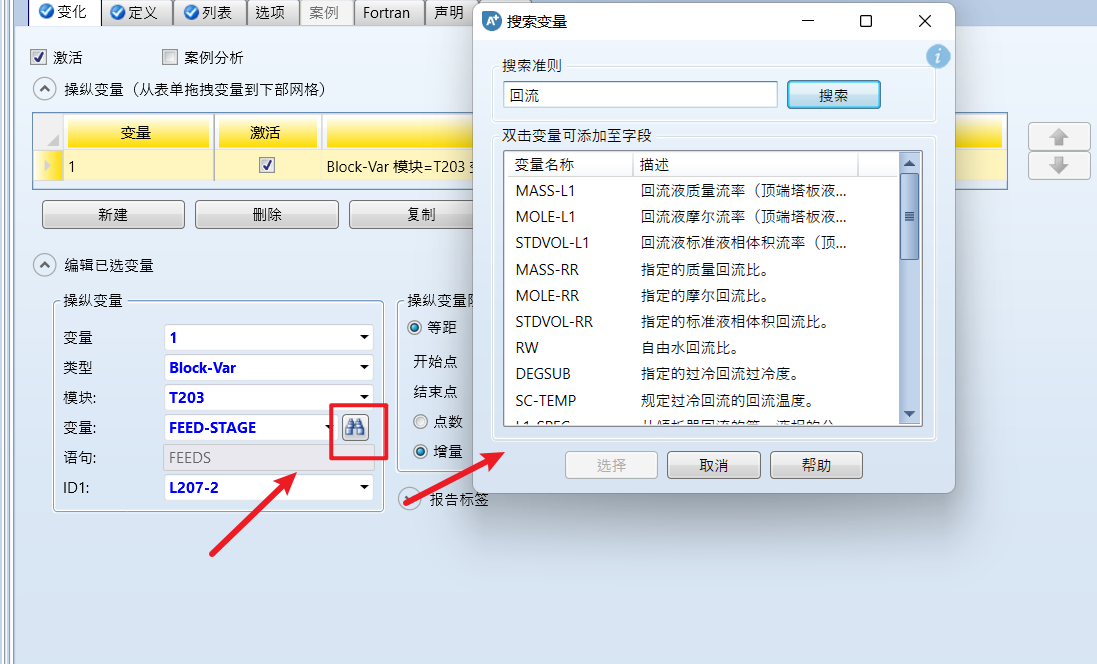 变化 定义 列表 选项 案例 Fortran 声明
激活 案例分析
操纵变量（从表单拖拽变量到下部网格）
变量 激活
1 Block-Var 模块=T203
新建 删除 复制
编辑已选变量
操纵变量
变量 1
类型 Block-Var
模块: T203
变量: FEED-STAGE
语句: FEEDS
ID1: L207-2
操纵变量
等距
开始点
结束点
点数
增量
报告标签
搜索变量
搜索准则
回流 搜索
双击变量可添加至字段
变量名称 描述
MASS-L1 回流液质量流率（顶端塔板液...
MOLE-L1 回流液摩尔流率（顶端塔板液...
STDVOL-L1 回流液标准液相体积流率（顶...
MASS-RR 指定的质量回流比。
MOLE-RR 指定的摩尔回流比。
STDVOL-RR 指定的标准液相体积回流比。
RW 自由水回流比。
DEGSUB 指定的过冷回流过冷度。
SC-TEMP 规定过冷回流的回流温度。
选择 取消 帮助